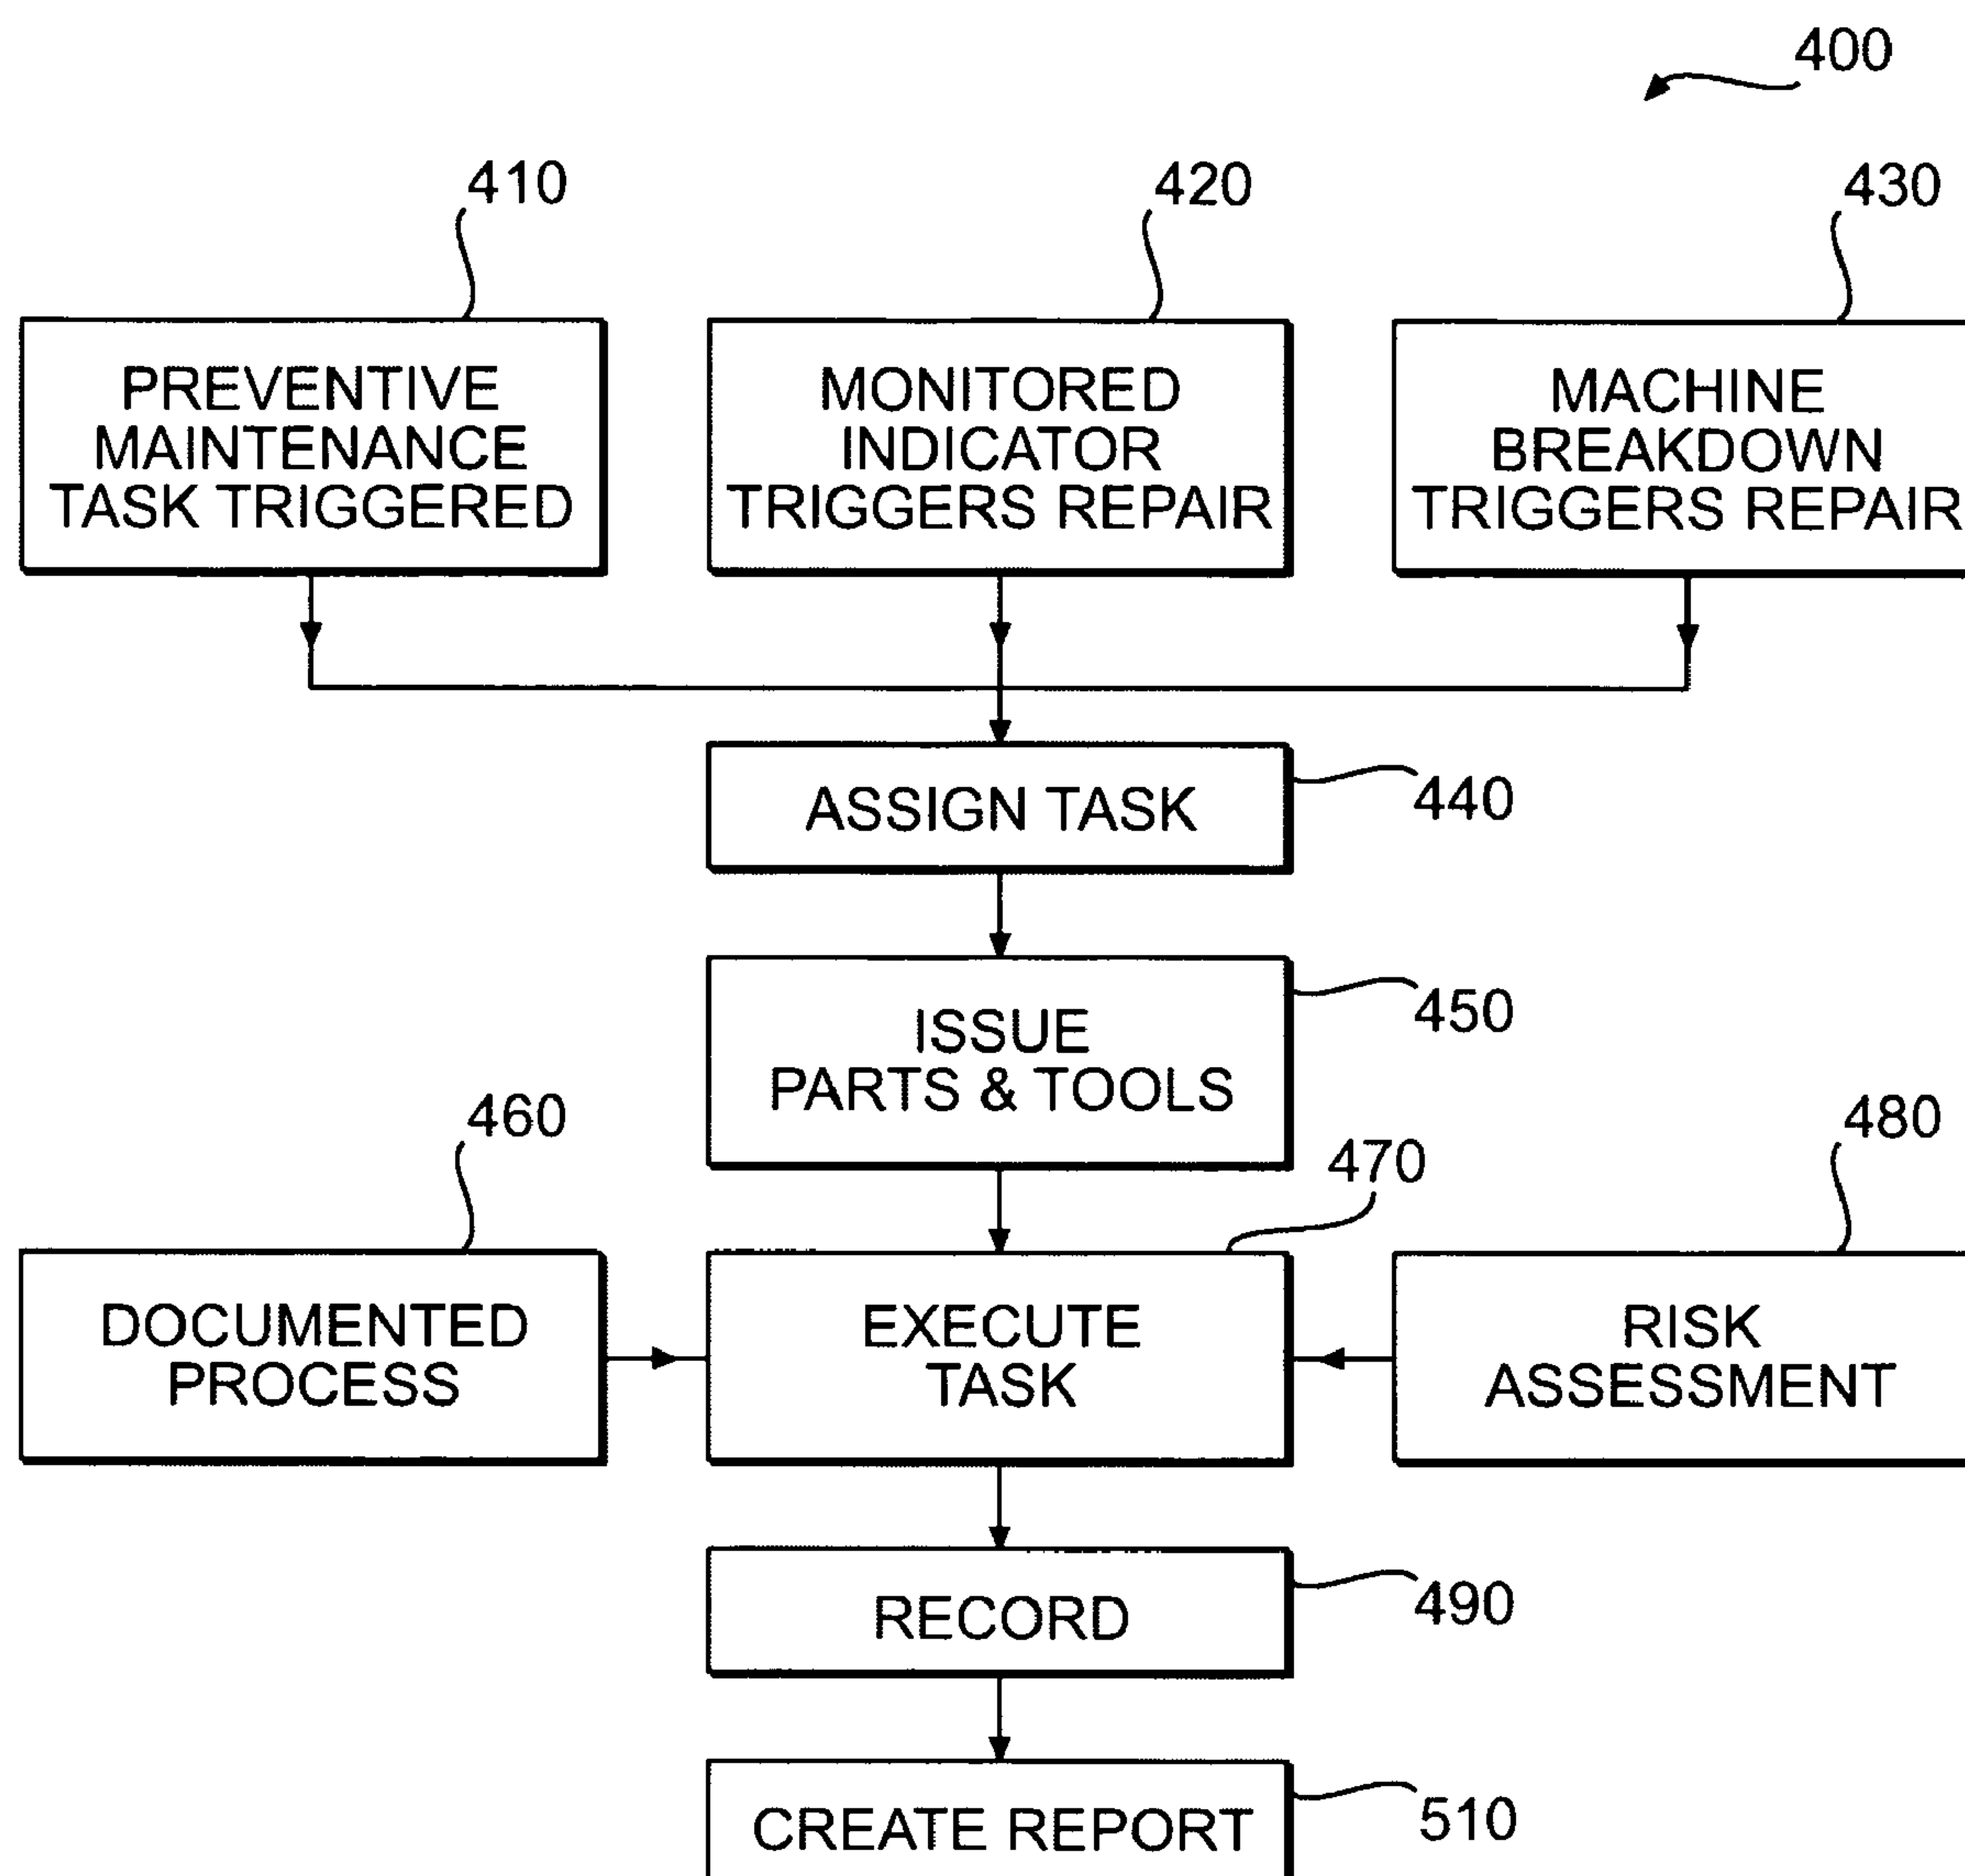 400
410
420
430
PREVENTIVE
MAINTENANCE
TASK TRIGGERED
MONITORED
INDICATOR
TRIGGERS REPAIR
MACHINE
BREAKDOWN
TRIGGERS REPAIR
ASSIGN TASK
440
ISSUE
PARTS & TOOLS
450
460
470
480
DOCUMENTED
PROCESS
EXECUTE
TASK
RISK
ASSESSMENT
RECORD
490
CREATE REPORT
510